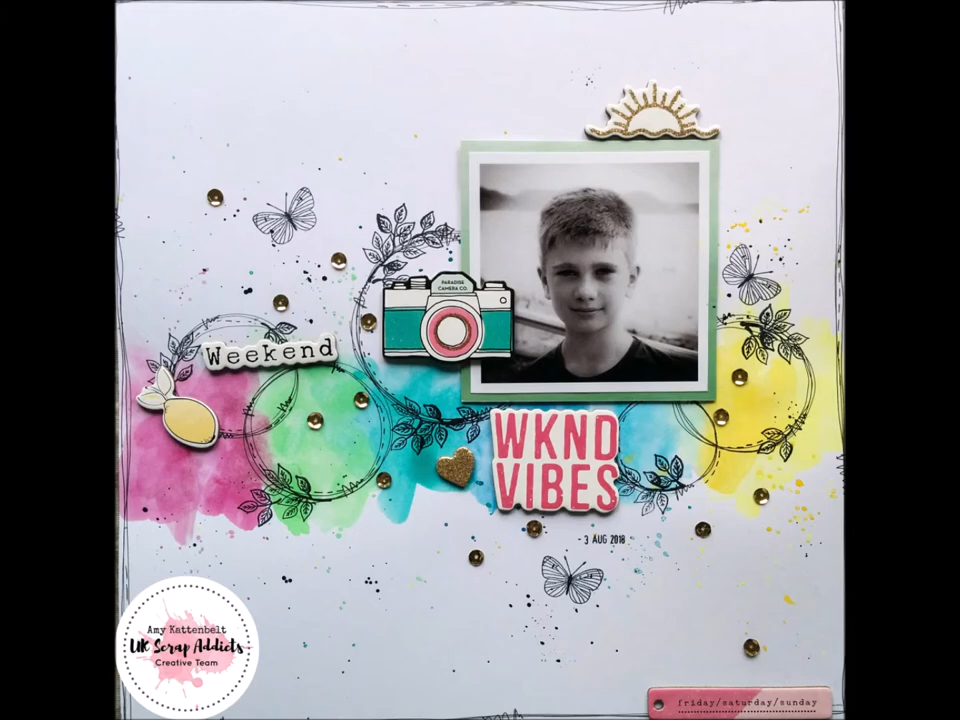 PARADISE
CAMERA CO.
Weekend
WKND
VIBES
- 3 AUG 2018
Amy Kattenbelt
UK Scrap Addicts
Creative Team
friday/saturday/sunday